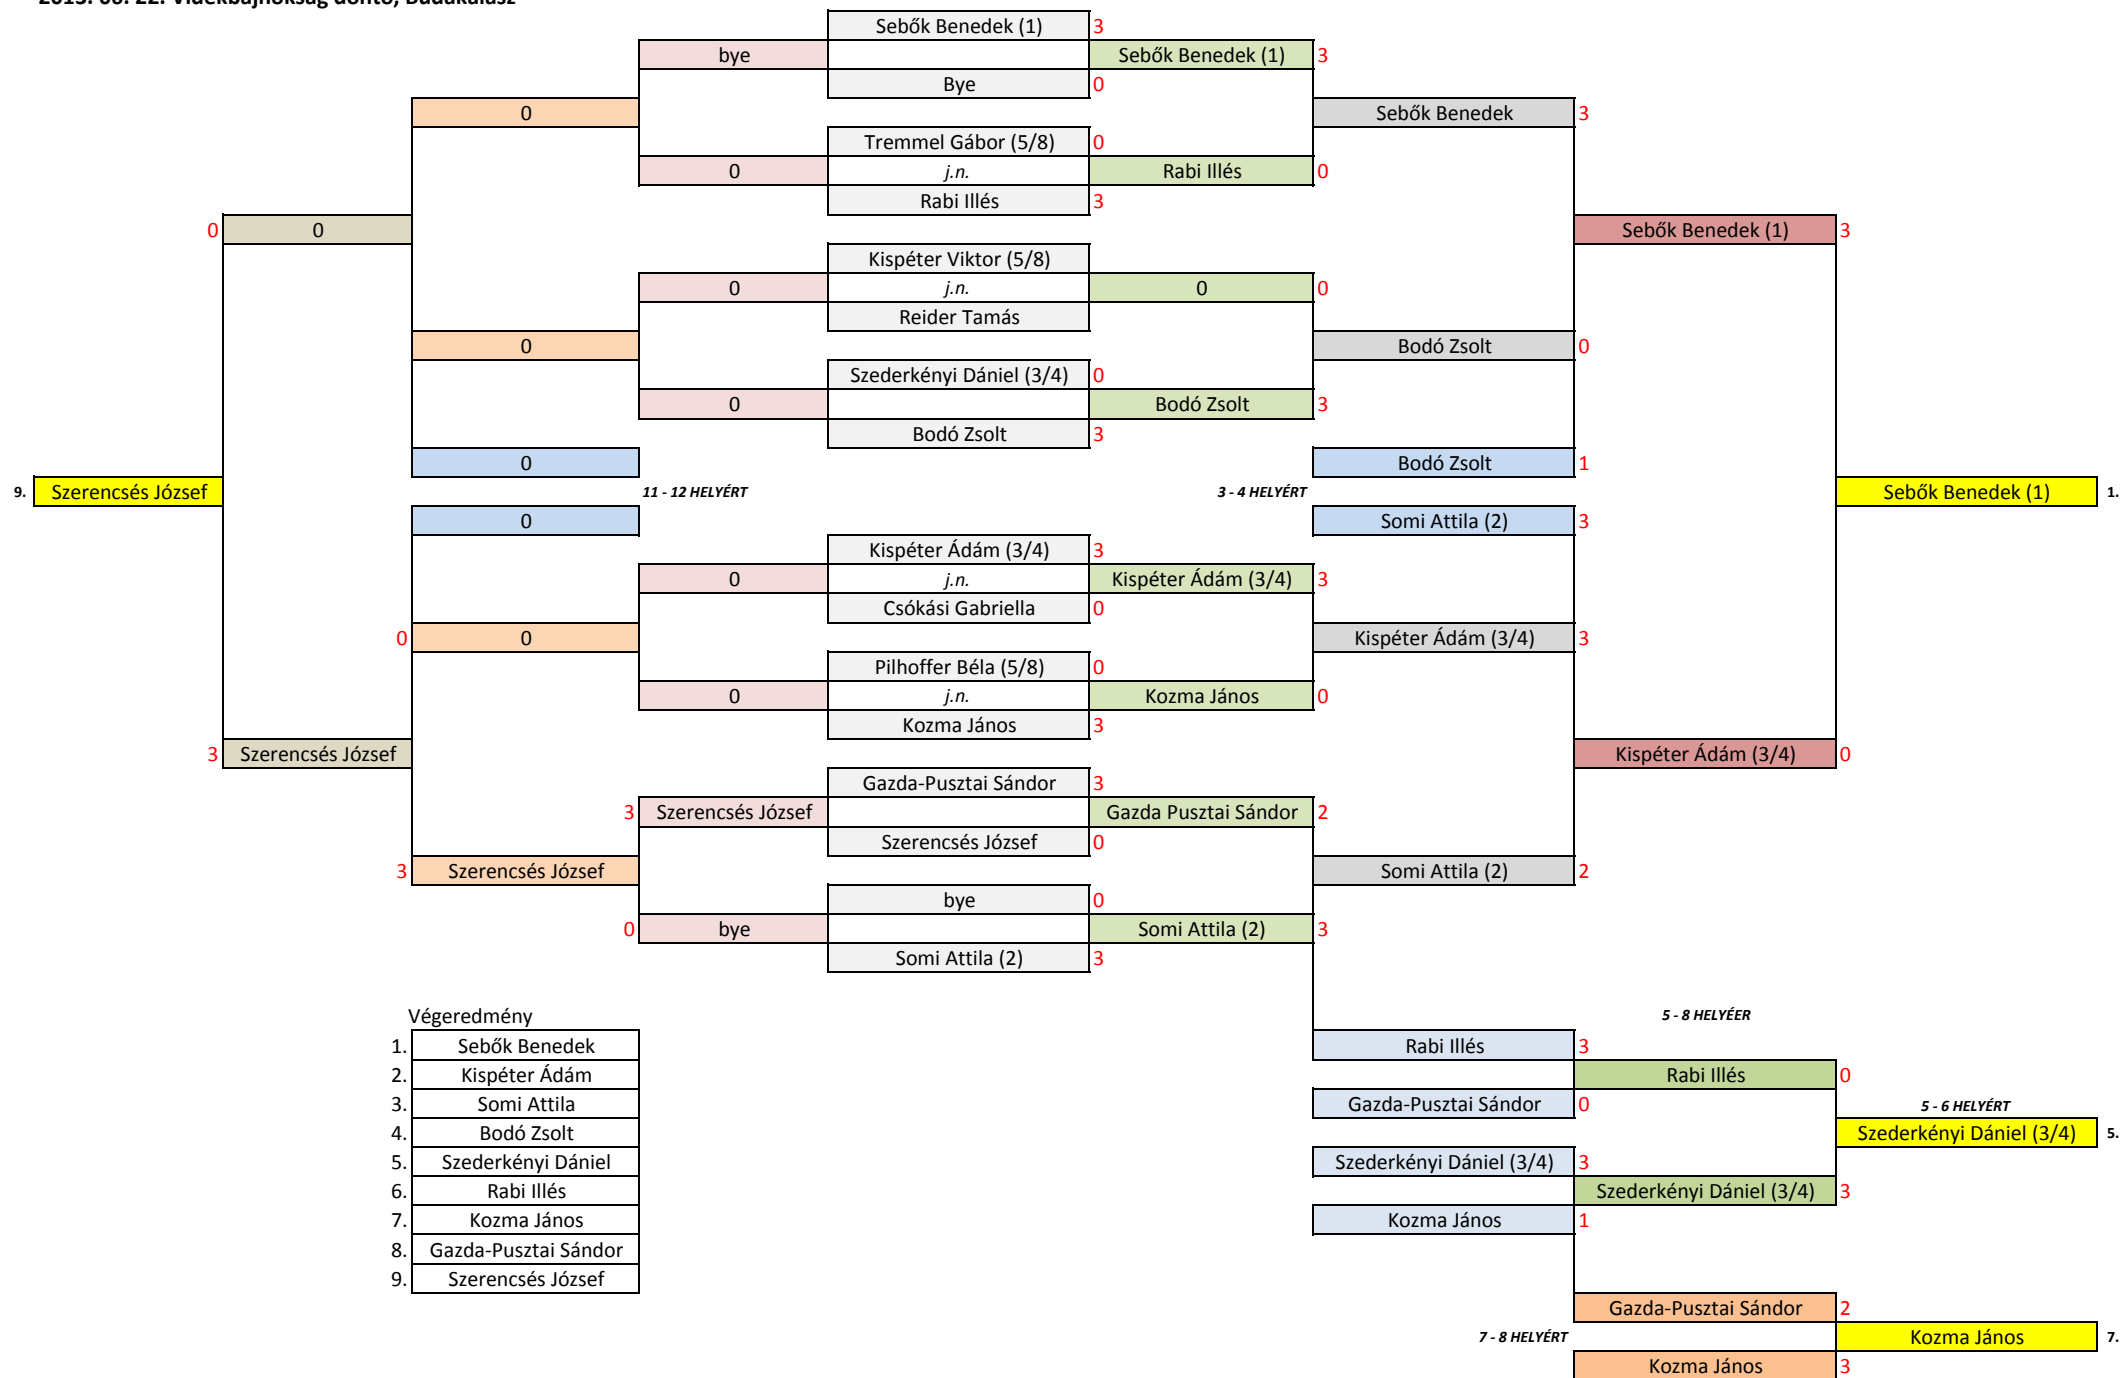 2013. 06. 22. Vidékbajnokság döntő, Budakalász
Sebők Benedek (1) 3
bye Sebők Benedek (1) 3
Bye 0
0 Sebők Benedek 3
Tremmel Gábor (5/8) 0
0 j.n. Rabi Illés 0
Rabi Illés 3
0 0 Sebők Benedek (1) 3
Kispéter Viktor (5/8)
0 j.n. 0 0
Reider Tamás
0 Bodó Zsolt 0
Szederkényi Dániel (3/4) 0
0 Bodó Zsolt 3
Bodó Zsolt 3
0 Bodó Zsolt 1
9. Szerencsés József 11 - 12 HELYÉRT 3 - 4 HELYÉRT Sebők Benedek (1) 1.
0 Somi Attila (2) 3
Kispéter Ádám (3/4) 3
0 j.n. Kispéter Ádám (3/4) 3
Csókási Gabriella 0
0 0 Kispéter Ádám (3/4) 3
Pilhoffer Béla (5/8) 0
0 j.n. Kozma János 0
Kozma János 3
3 Szerencsés József Kispéter Ádám (3/4) 0
Gazda-Pusztai Sándor 3
3 Szerencsés József Gazda Pusztai Sándor 2
Szerencsés József 0
3 Szerencsés József Somi Attila (2) 2
bye 0
0 bye Somi Attila (2) 3
Somi Attila (2) 3
Végeredmény 5 - 8 HELYÉER
1. Sebők Benedek Rabi Illés 3
2. Kispéter Ádám Rabi Illés 0
3. Somi Attila Gazda-Pusztai Sándor 0 5 - 6 HELYÉRT
4. Bodó Zsolt Szederkényi Dániel (3/4) 5.
5. Szederkényi Dániel Szederkényi Dániel (3/4) 3
6. Rabi Illés Szederkényi Dániel (3/4) 3
7. Kozma János Kozma János 1
8. Gazda-Pusztai Sándor
9. Szerencsés József
Gazda-Pusztai Sándor 2
7 - 8 HELYÉRT Kozma János 7.
Kozma János 3